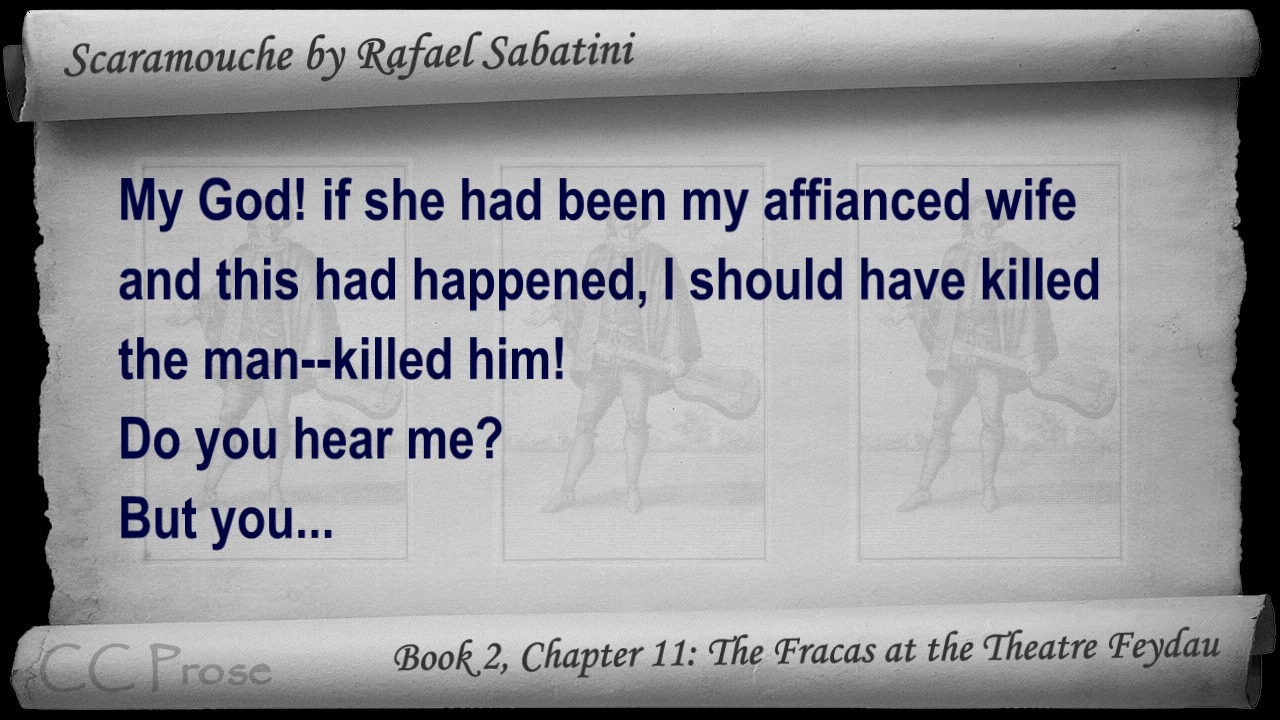 Scaramouche by Rafael Sabatini
My God! if she had been my affianced wife
and this had happened, I should have killed
the man--killed him!
Do you hear me?
But you...
CC Prose
Book 2, Chapter 11: The Fracas at the Theatre Feydau